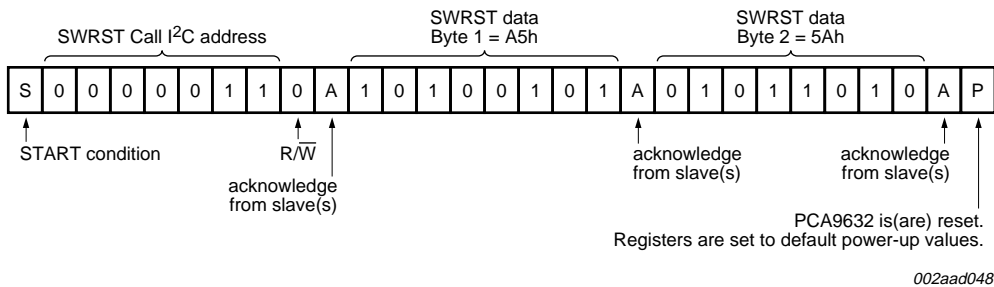 SWRST Call I2C address
SWRST data
Byte 1 = A5h
SWRST data
Byte 2 = 5Ah
S 0 0 0 0 0 1 1 0 A 1 0 1 0 0 1 0 1 A 0 1 0 1 1 0 1 0 A P
START condition
R/W̅
acknowledge
from slave(s)
acknowledge
from slave(s)
acknowledge
from slave(s)
PCA9632 is(are) reset.
Registers are set to default power-up values.
002aad048